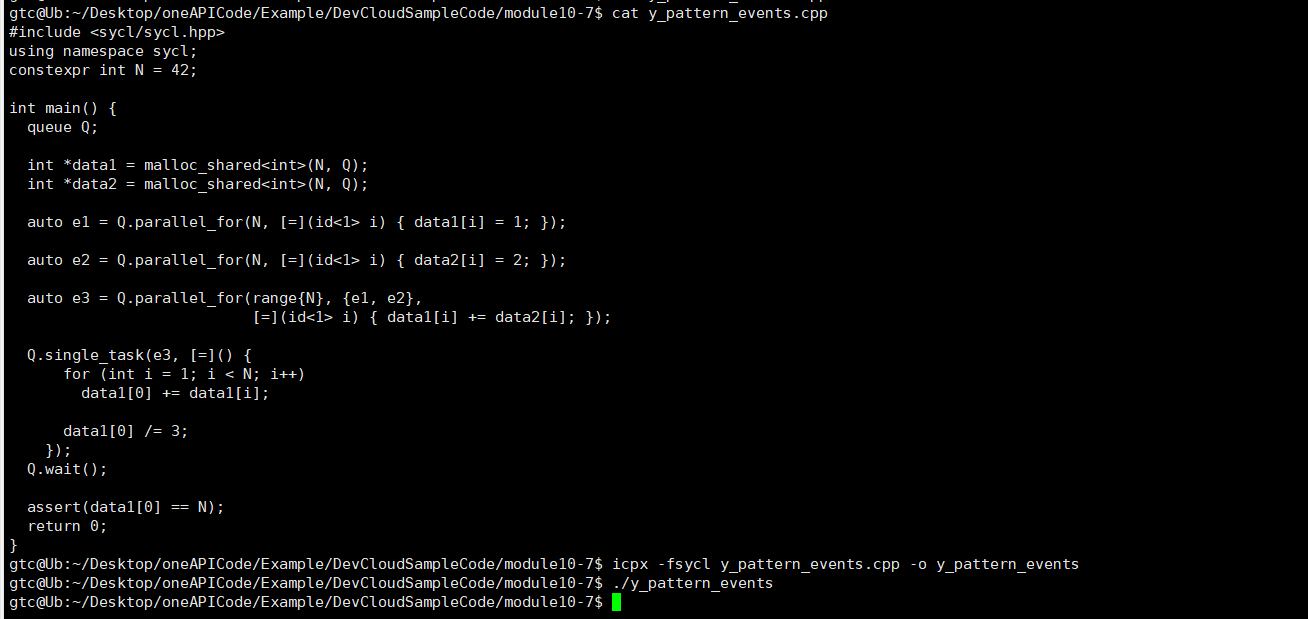 gtc@Ub:~/Desktop/oneAPICode/Example/DevCloudSampleCode/module10-7$ cat y_pattern_events.cpp
#include <sycl/sycl.hpp>
using namespace sycl;
constexpr int N = 42;

int main() {
  queue Q;

  int *data1 = malloc_shared<int>(N, Q);
  int *data2 = malloc_shared<int>(N, Q);

  auto e1 = Q.parallel_for(N, [=](id<1> i) { data1[i] = 1; });

  auto e2 = Q.parallel_for(N, [=](id<1> i) { data2[i] = 2; });

  auto e3 = Q.parallel_for(range{N}, {e1, e2},
                           [=](id<1> i) { data1[i] += data2[i]; });

  Q.single_task(e3, [=]() {
      for (int i = 1; i < N; i++)
        data1[0] += data1[i];

      data1[0] /= 3;
    });
  Q.wait();

  assert(data1[0] == N);
  return 0;
}
gtc@Ub:~/Desktop/oneAPICode/Example/DevCloudSampleCode/module10-7$ icpx -fsycl y_pattern_events.cpp -o y_pattern_events
gtc@Ub:~/Desktop/oneAPICode/Example/DevCloudSampleCode/module10-7$ ./y_pattern_events
gtc@Ub:~/Desktop/oneAPICode/Example/DevCloudSampleCode/module10-7$